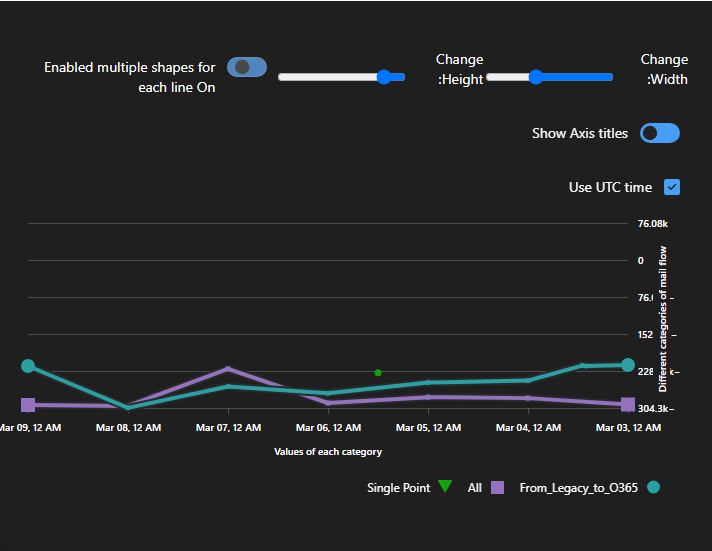 Enabled multiple shapes for
each line On
Change
:Height
Change
:Width
Show Axis titles
Use UTC time
76.08k
0
76.0
152
228
k–
304.3k–
Different categories of mail flow
Mar 09, 12 AM
Mar 08, 12 AM
Mar 07, 12 AM
Mar 06, 12 AM
Mar 05, 12 AM
Mar 04, 12 AM
Mar 03, 12 AM
Values of each category
Single Point
All
From_Legacy_to_O365